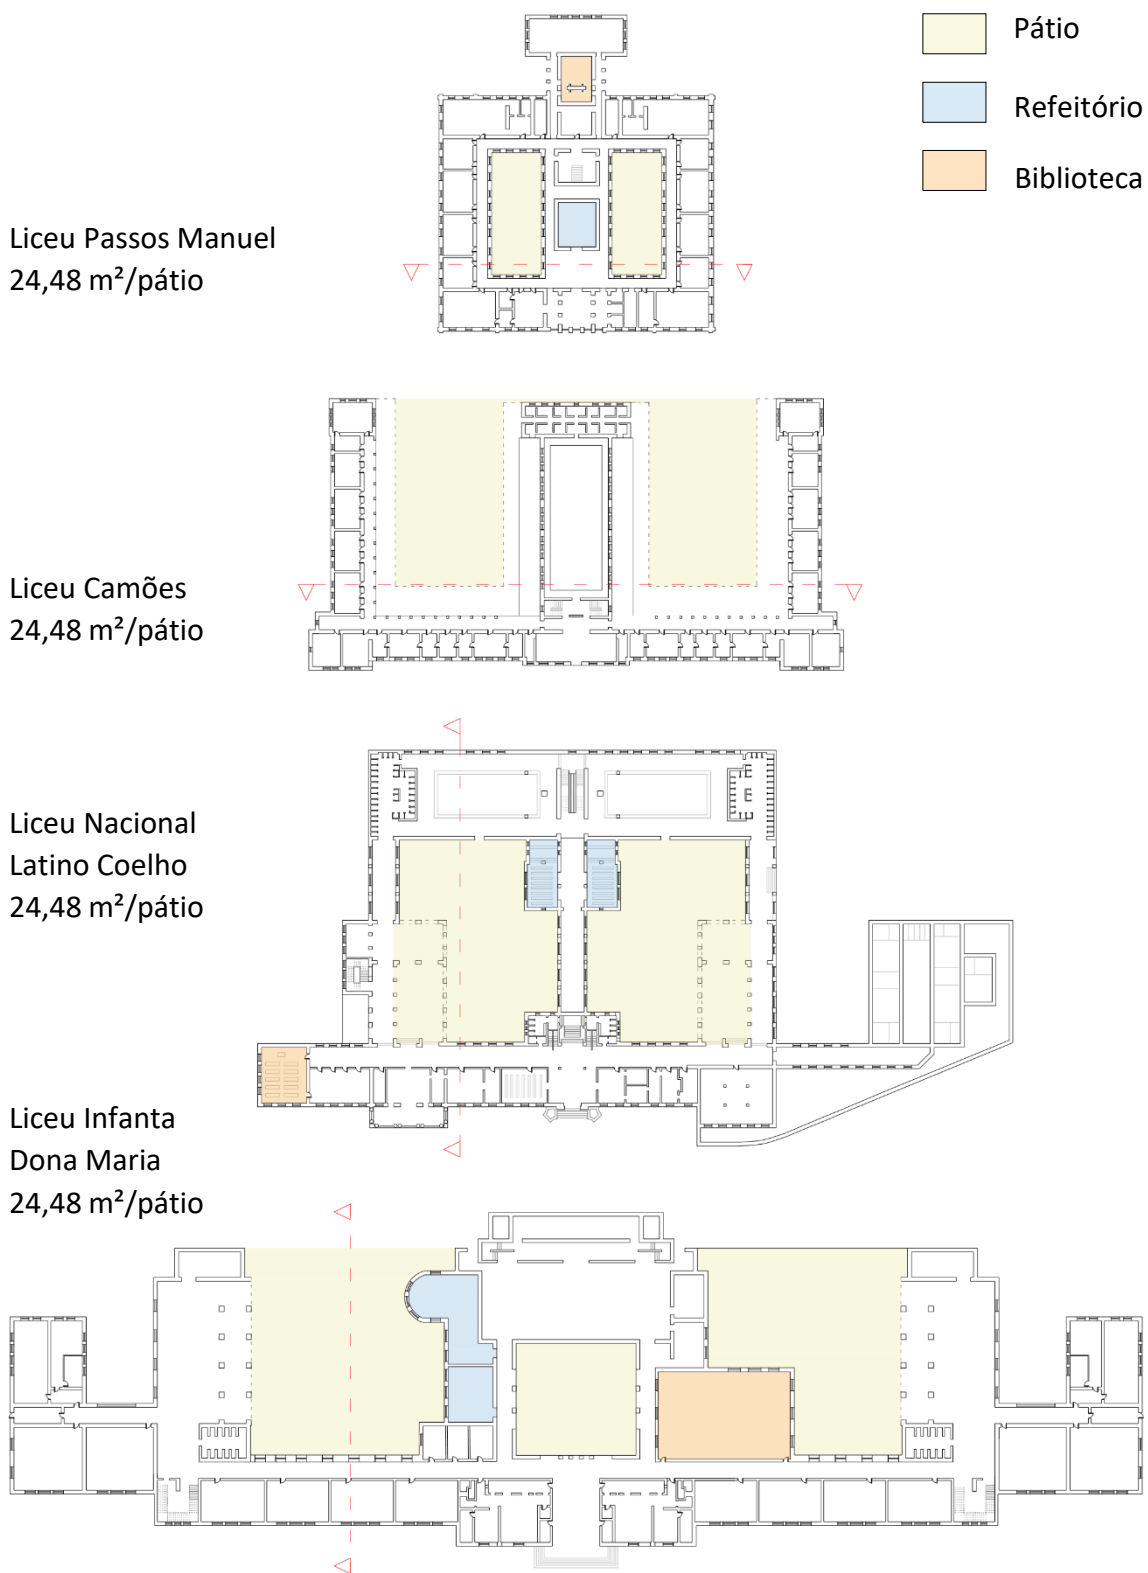 Pátio
Refeitório
Biblioteca
Liceu Passos Manuel
24,48 m²/pátio
Liceu Camões
24,48 m²/pátio
Liceu Nacional
Latino Coelho
24,48 m²/pátio
Liceu Infanta
Dona Maria
24,48 m²/pátio